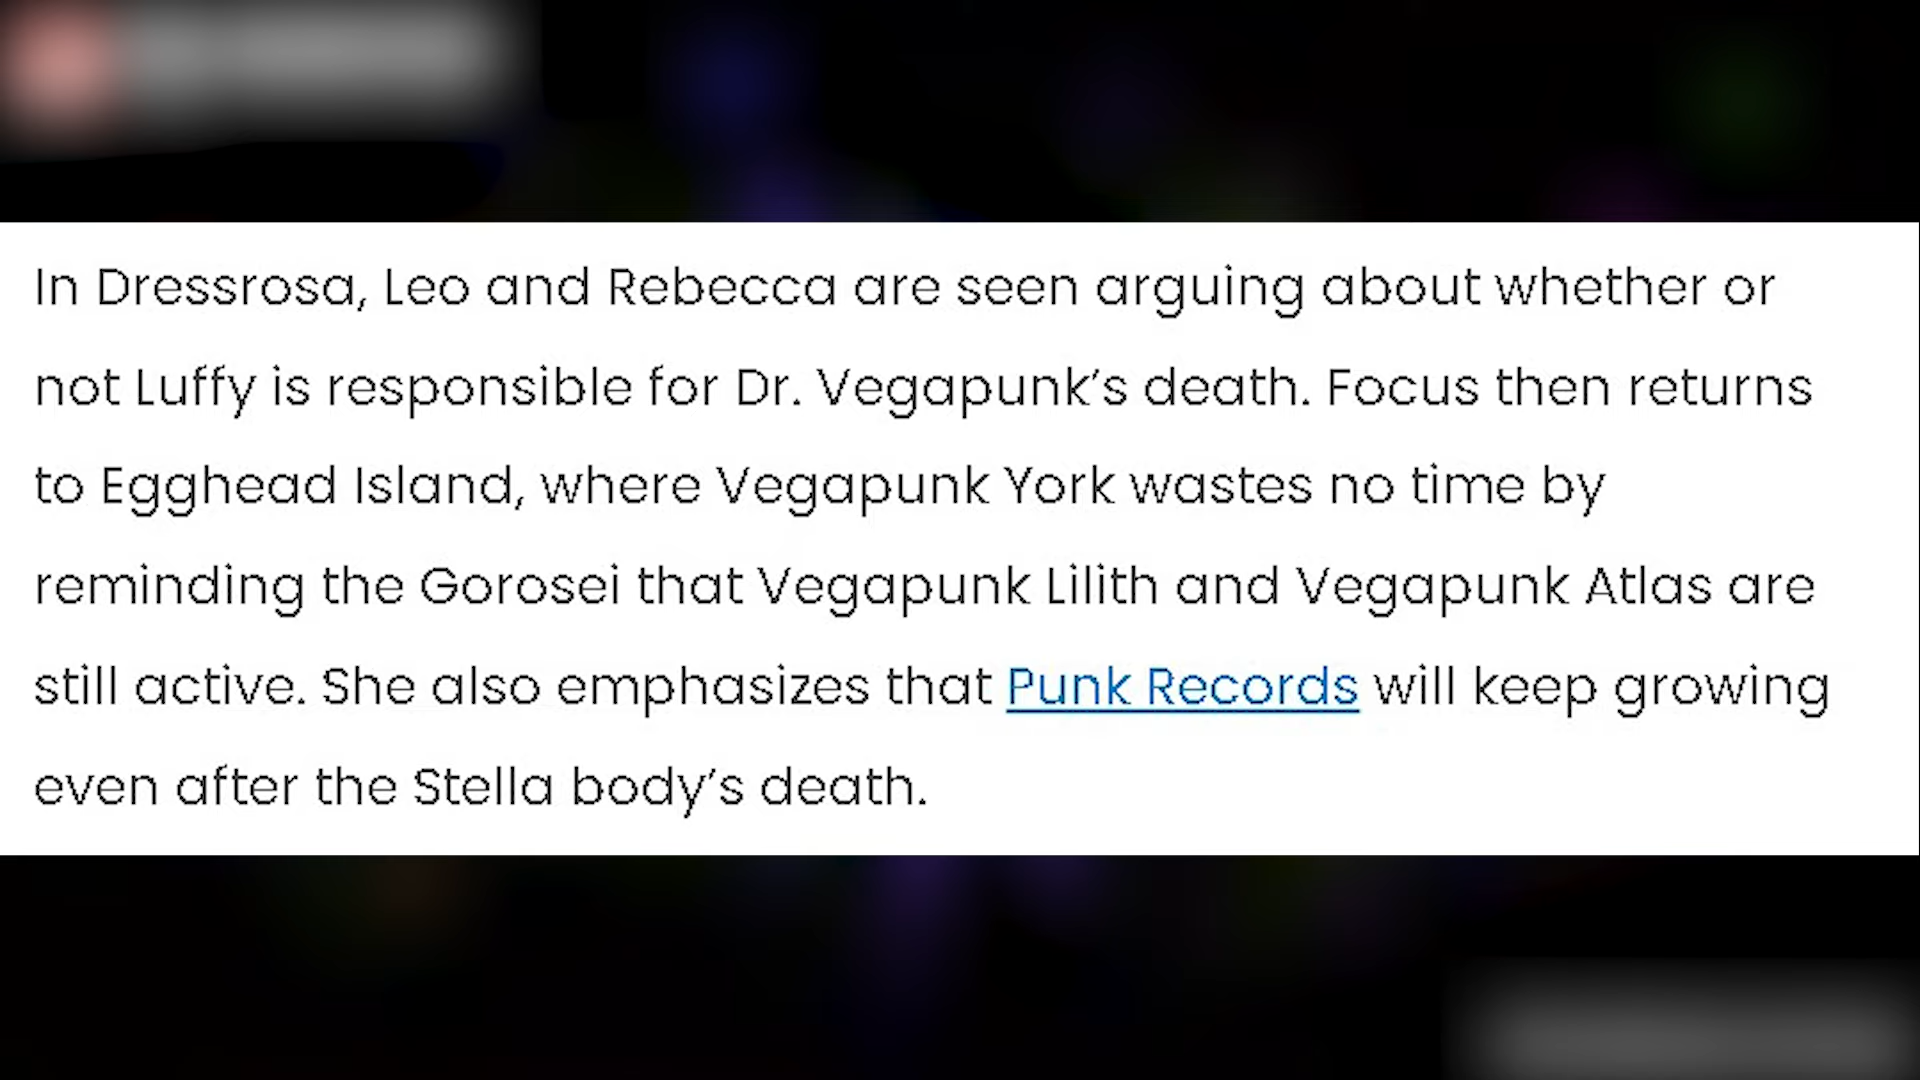 In Dressrosa, Leo and Rebecca are seen arguing about whether or
not Luffy is responsible for Dr. Vegapunk’s death. Focus then returns
to Egghead Island, where Vegapunk York wastes no time by
reminding the Gorosei that Vegapunk Lilith and Vegapunk Atlas are
still active. She also emphasizes that Punk Records will keep growing
even after the Stella body’s death.